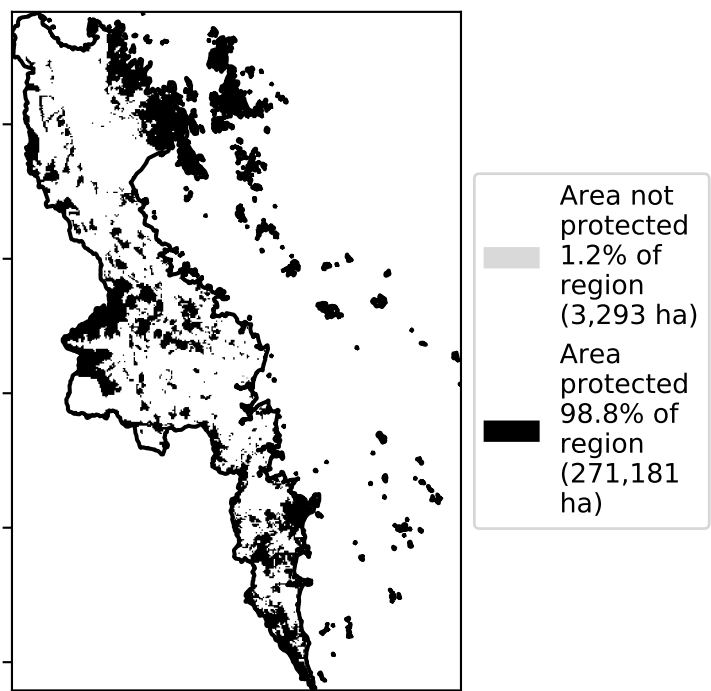 Area not
protected
1.2% of
region
(3,293 ha)
Area
protected
98.8% of
region
(271,181
ha)